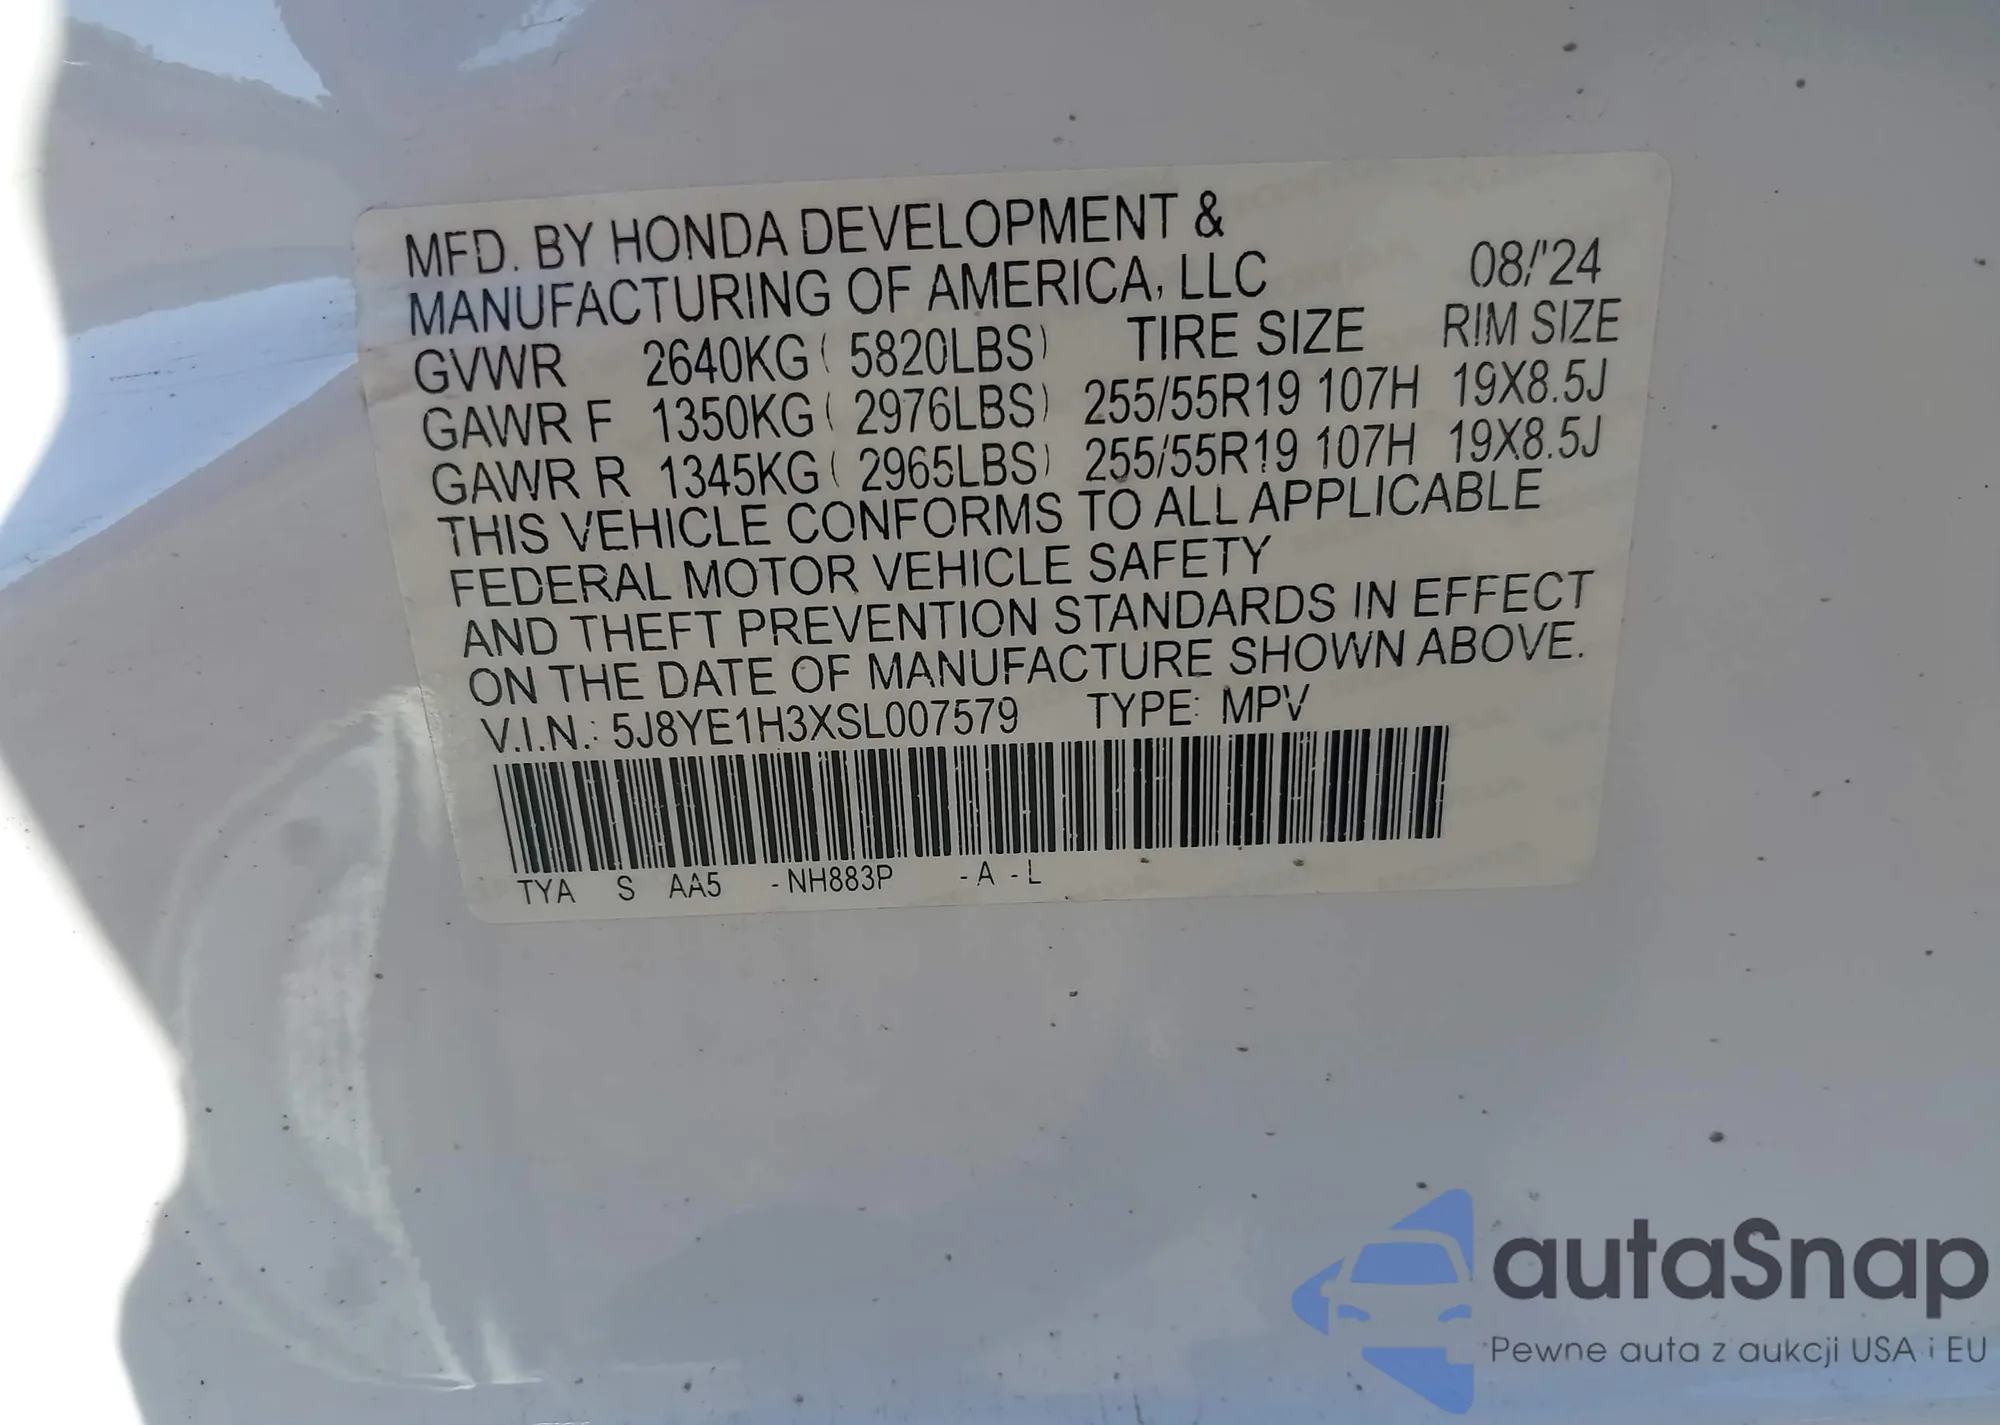 MFD. BY HONDA DEVELOPMENT &
MANUFACTURING OF AMERICA, LLC 08/'24
GVWR 2640KG ( 5820LBS) TIRE SIZE RIM SIZE
GAWR F 1350KG ( 2976LBS) 255/55R19 107H 19X8.5J
GAWR R 1345KG ( 2965LBS) 255/55R19 107H 19X8.5J
THIS VEHICLE CONFORMS TO ALL APPLICABLE
FEDERAL MOTOR VEHICLE SAFETY
AND THEFT PREVENTION STANDARDS IN EFFECT
ON THE DATE OF MANUFACTURE SHOWN ABOVE.
V.I.N.: 5J8YE1H3XSL007579 TYPE: MPV
TYA S AA5 -NH883P -A -L
autaSnap
Pewne auta z aukcji USA i EU